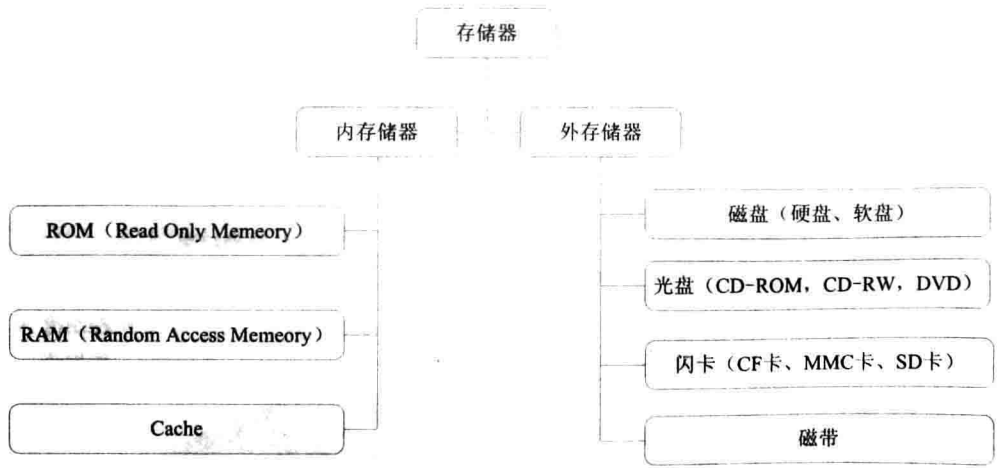 存储器
内存储器
外存储器
ROM（Read Only Memeory）
RAM（Random Access Memeory）
Cache
磁盘（硬盘、软盘）
光盘（CD-ROM，CD-RW，DVD）
闪卡（CF卡、MMC卡、SD卡）
磁带